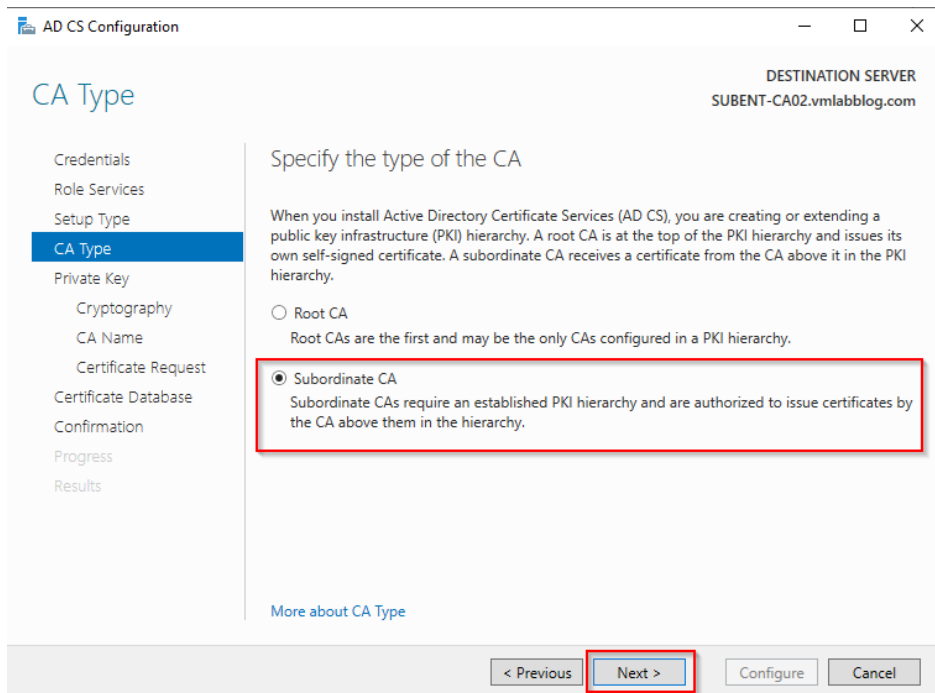 AD CS Configuration
CA Type
DESTINATION SERVER
SUBENT-CA02.vmlabblog.com
Credentials
Role Services
Setup Type
CA Type
Private Key
Cryptography
CA Name
Certificate Request
Certificate Database
Confirmation
Progress
Results
Specify the type of the CA
When you install Active Directory Certificate Services (AD CS), you are creating or extending a
public key infrastructure (PKI) hierarchy. A root CA is at the top of the PKI hierarchy and issues its
own self-signed certificate. A subordinate CA receives a certificate from the CA above it in the PKI
hierarchy.
Root CA
Root CAs are the first and may be the only CAs configured in a PKI hierarchy.
Subordinate CA
Subordinate CAs require an established PKI hierarchy and are authorized to issue certificates by
the CA above them in the hierarchy.
More about CA Type
< Previous
Next >
Configure
Cancel